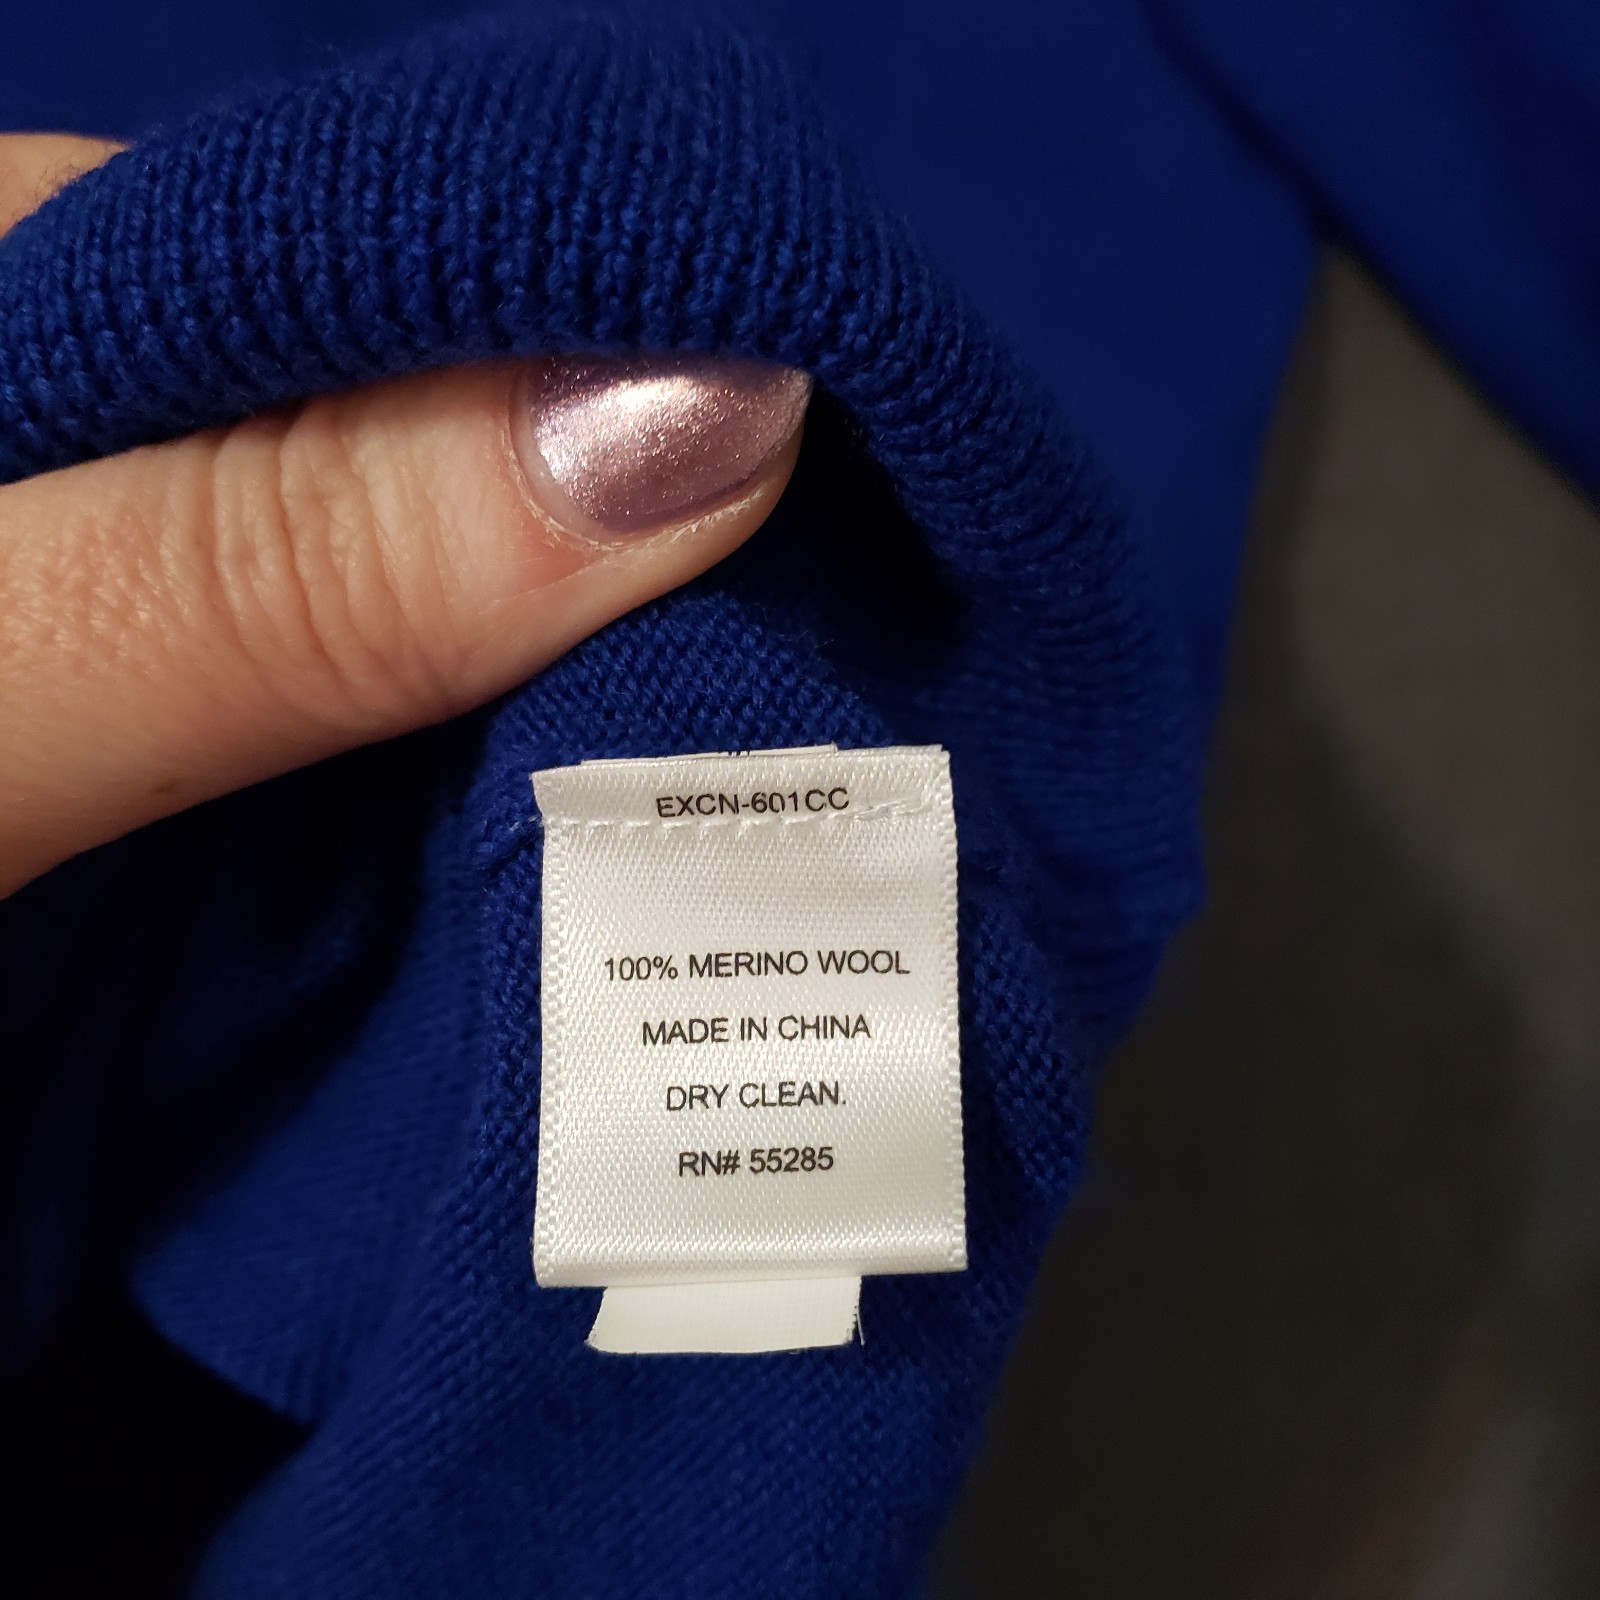 EXCN-601CC
100% MERINO WOOL
MADE IN CHINA
DRY CLEAN.
RN# 55285